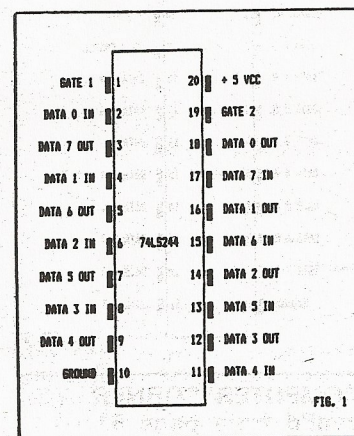 GATE 1 1 20 + 5 VCC
DATA 0 IN 2 19 GATE 2
DATA 7 OUT 3 18 DATA 0 OUT
DATA 1 IN 4 17 DATA 7 IN
DATA 6 OUT 5 16 DATA 1 OUT
DATA 2 IN 6 74LS244 15 DATA 6 IN
DATA 5 OUT 7 14 DATA 2 OUT
DATA 3 IN 8 13 DATA 5 IN
DATA 4 OUT 9 12 DATA 3 OUT
GROUND 10 11 DATA 4 IN
FIG. 1